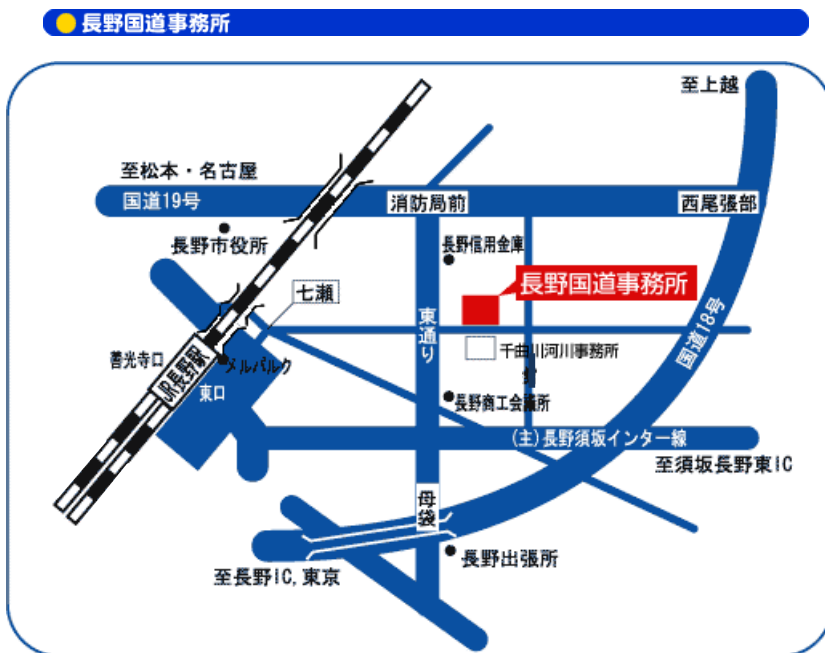 長野国道事務所
至上越
至松本・名古屋
国道19号
消防局前
西尾張部
長野市役所
長野信用金庫
七瀬
長野国道事務所
東通り
国道18号
善光寺口
JR長野駅
メルパルク
千曲川河川事務所
東口
長野商工会議所
(主)長野須坂インター線
至須坂長野東IC
母袋
長野出張所
至長野IC,東京